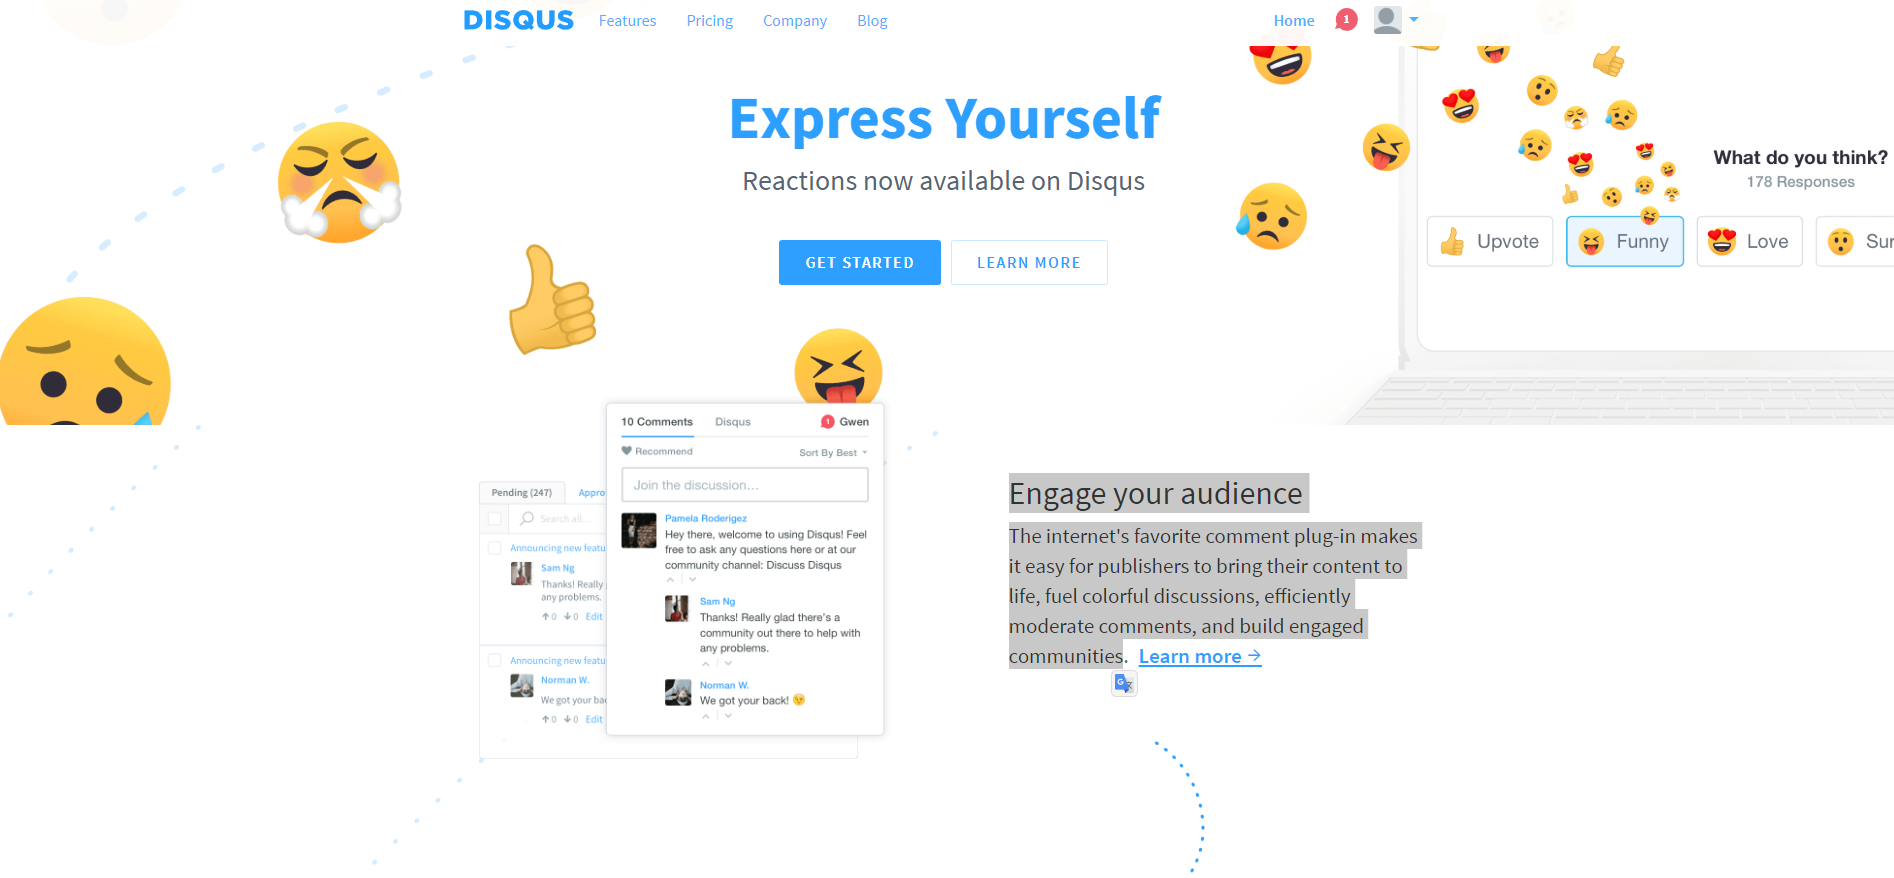 DISQUS Features Pricing Company Blog Home 1
Express Yourself
Reactions now available on Disqus
GET STARTED LEARN MORE
What do you think?
178 Responses
Upvote Funny Love
10 Comments Disqus 1 Gwen
Recommend Sort By Best
Join the discussion...
Pamela Roderigez
Hey there, welcome to using Disqus! Feel
free to ask any questions here or at our
community channel: Discuss Disqus
Sam Ng
Thanks! Really glad there's a
community out there to help with
any problems.
Norman W.
We got your back!
Pending (247) Appro
Search all...
Announcing new featu
Sam Ng
Thanks! Really
any problems.
0 0 Edit
Announcing new featu
Norman W.
We got your ba
0 0 Edit
Engage your audience
The internet's favorite comment plug-in makes
it easy for publishers to bring their content to
life, fuel colorful discussions, efficiently
moderate comments, and build engaged
communities. Learn more →
G